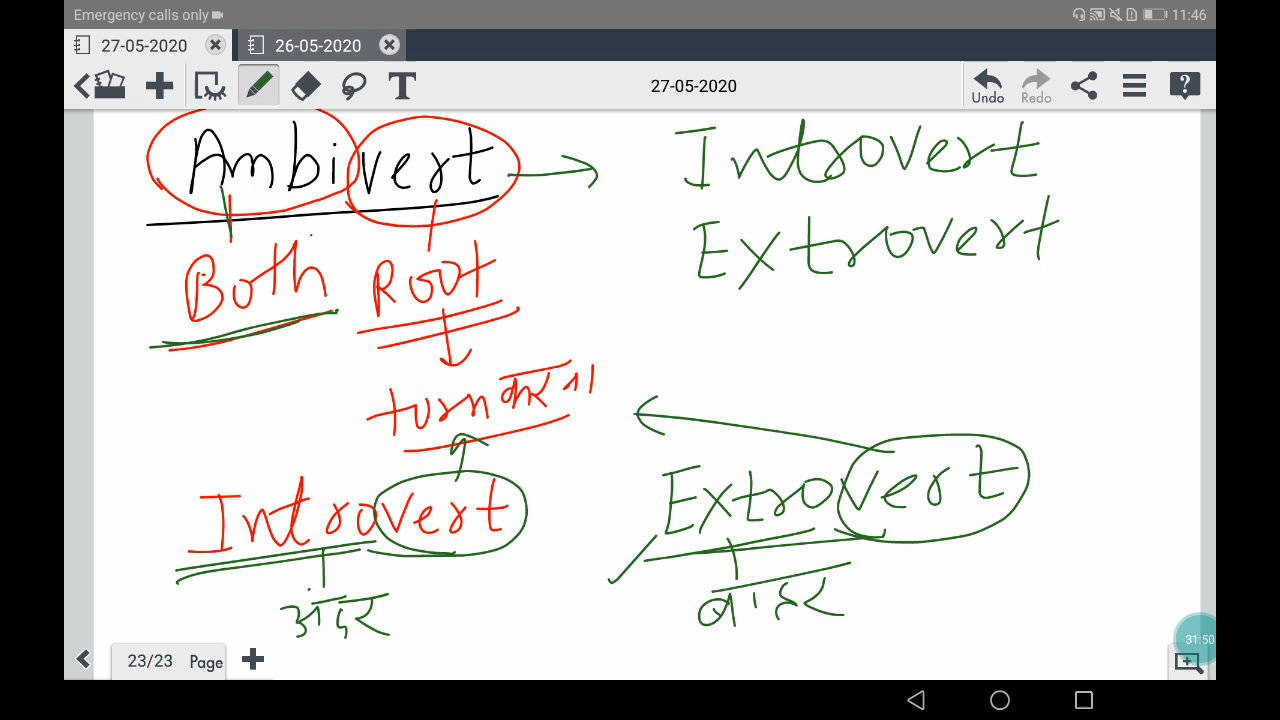 Emergency calls only 11:46
27-05-2020 26-05-2020
27-05-2020 Undo Redo
Ambivert Introvert
Extrovert
Both Root
turn करना
Introvert Extrovert
अंदर बाहर
31:50
23/23 Page